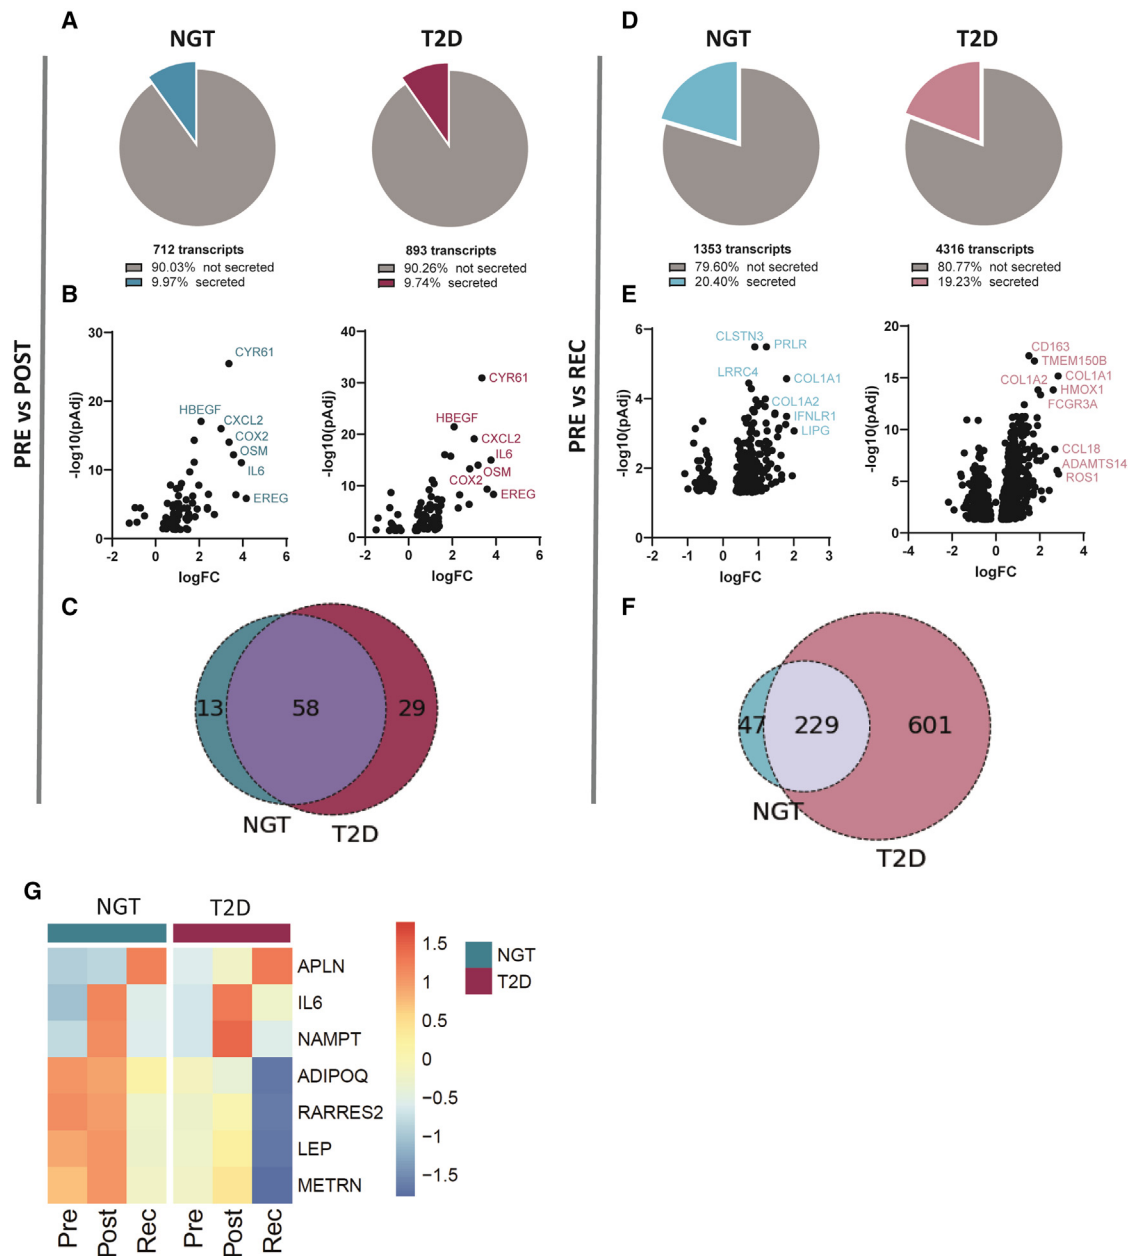 A
NGT
T2D
712 transcripts
90.03% not secreted
9.97% secreted
893 transcripts
90.26% not secreted
9.74% secreted
D
NGT
T2D
1353 transcripts
79.60% not secreted
20.40% secreted
4316 transcripts
80.77% not secreted
19.23% secreted
PRE vs POST
B
-log10(pAdj)
30
20
10
0
-2
0
2
4
6
logFC
CYR61
HBEGF
CXCL2
COX2
OSM
IL6
EREG
-log10(pAdj)
40
30
20
10
0
-2
0
2
4
6
logFC
CYR61
HBEGF
CXCL2
IL6
OSM
COX2
EREG
PRE vs REC
E
-log10(pAdj)
6
4
2
0
-2
-1
0
1
2
3
logFC
CLSTN3
PRLR
LRRC4
COL1A1
COL1A2
IFNLR1
LIPG
-log10(pAdj)
20
15
10
5
0
-4
-2
0
2
4
logFC
CD163
TMEM150B
COL1A1
COL1A2
HMOX1
FCGR3A
CCL18
ADAMTS14
ROS1
C
13
58
29
NGT
T2D
F
47
229
601
NGT
T2D
G
NGT
T2D
APLN
IL6
NAMPT
ADIPOQ
RARRES2
LEP
METRN
Pre
Post
Rec
Pre
Post
Rec
1.5
1
0.5
0
−0.5
−1
−1.5
NGT
T2D